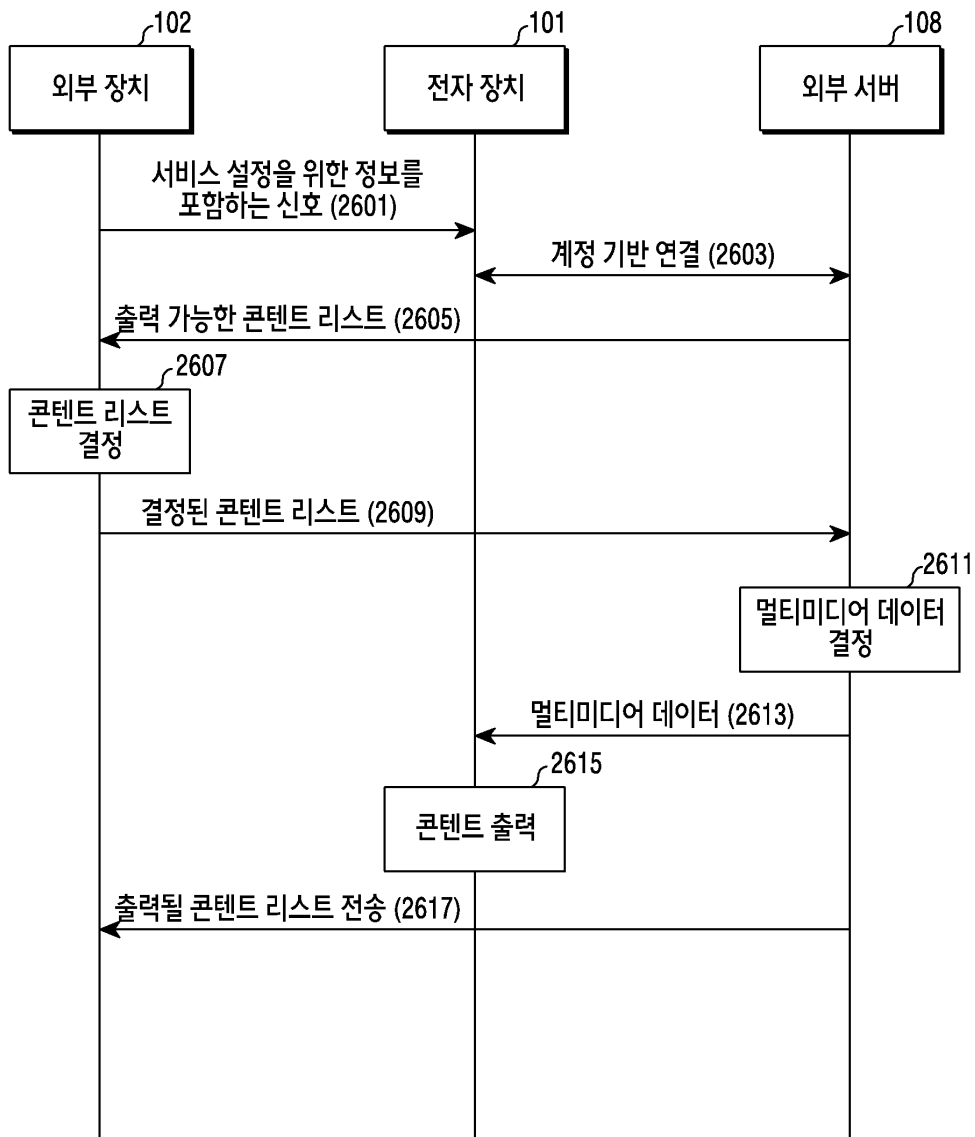 102
101
108
외부 장치
전자 장치
외부 서버
서비스 설정을 위한 정보를
포함하는 신호 (2601)
계정 기반 연결 (2603)
출력 가능한 콘텐트 리스트 (2605)
2607
콘텐트 리스트
결정
결정된 콘텐트 리스트 (2609)
2611
멀티미디어 데이터
결정
멀티미디어 데이터 (2613)
2615
콘텐트 출력
출력될 콘텐트 리스트 전송 (2617)